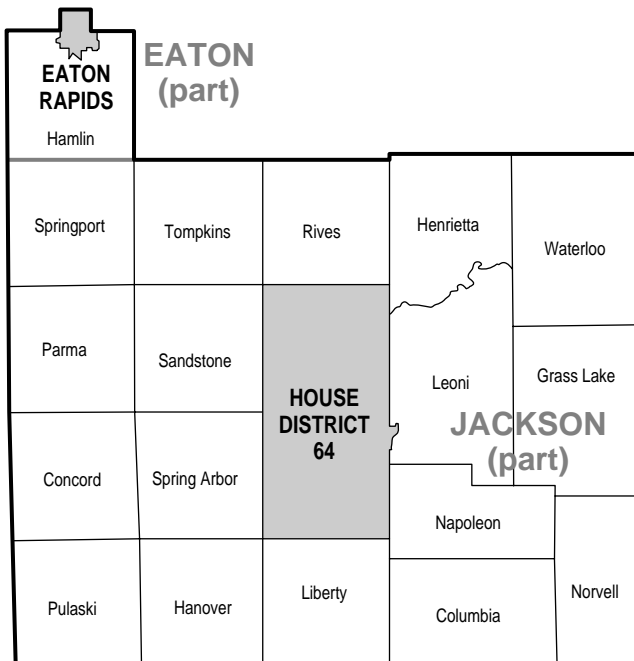 EATON
(part)
EATON
RAPIDS
Hamlin
Springport
Tompkins
Rives
Henrietta
Waterloo
Parma
Sandstone
HOUSE
DISTRICT
64
Leoni
Grass Lake
JACKSON
(part)
Concord
Spring Arbor
Napoleon
Pulaski
Hanover
Liberty
Columbia
Norvell